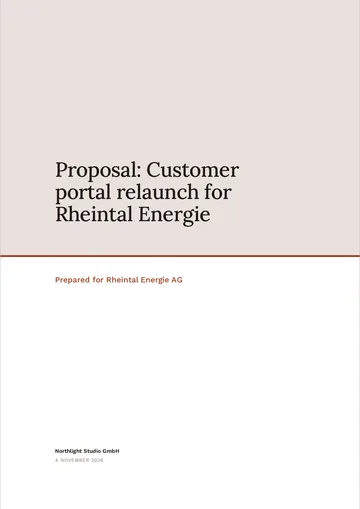 Proposal: Customer
portal relaunch for
Rheintal Energie
Prepared for Rheintal Energie AG
Northlight Studio GmbH
4 NOVEMBER 2026